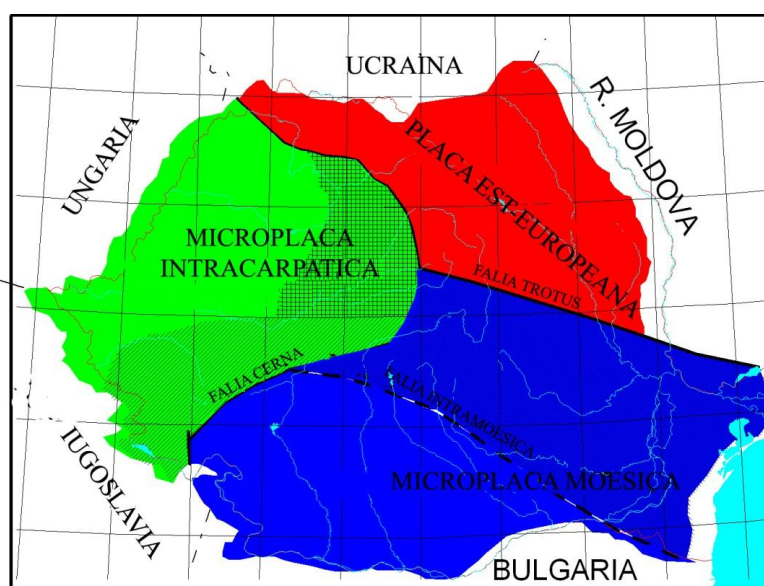 UCRAINA
R. MOLDOVA
UNGARIA
PLACA EST-EUROPEANA
MICROPLACA
INTRACARPATICA
FALIA TROTUS
FALIA CERNA
FALIA INTRAMOESICA
IUGOSLAVIA
MICROPLACA MOESICA
BULGARIA